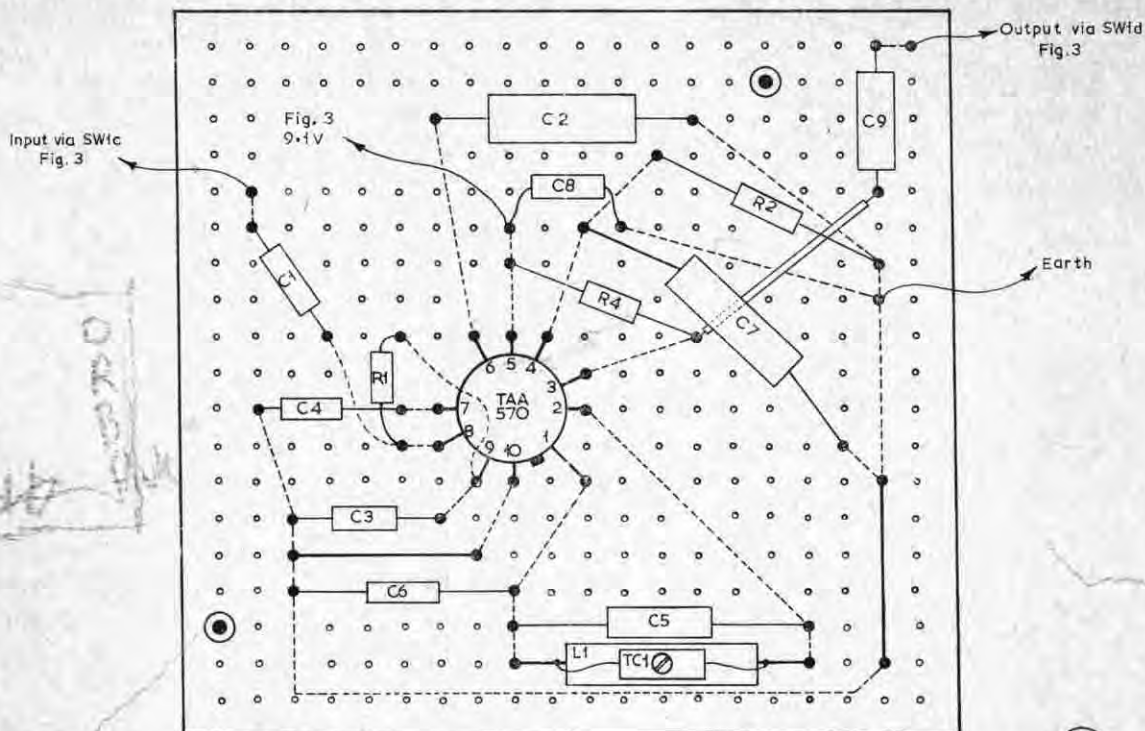 Output via SW1d
Fig. 3
Input via SW1c
Fig. 3
Fig. 3
9·1V
C2
C9
C8
R2
C1
R4
C7
Earth
R1
C4
TAA
570
6
5
4
3
7
2
8
1
9
10
C3
C6
C5
L1
TC1